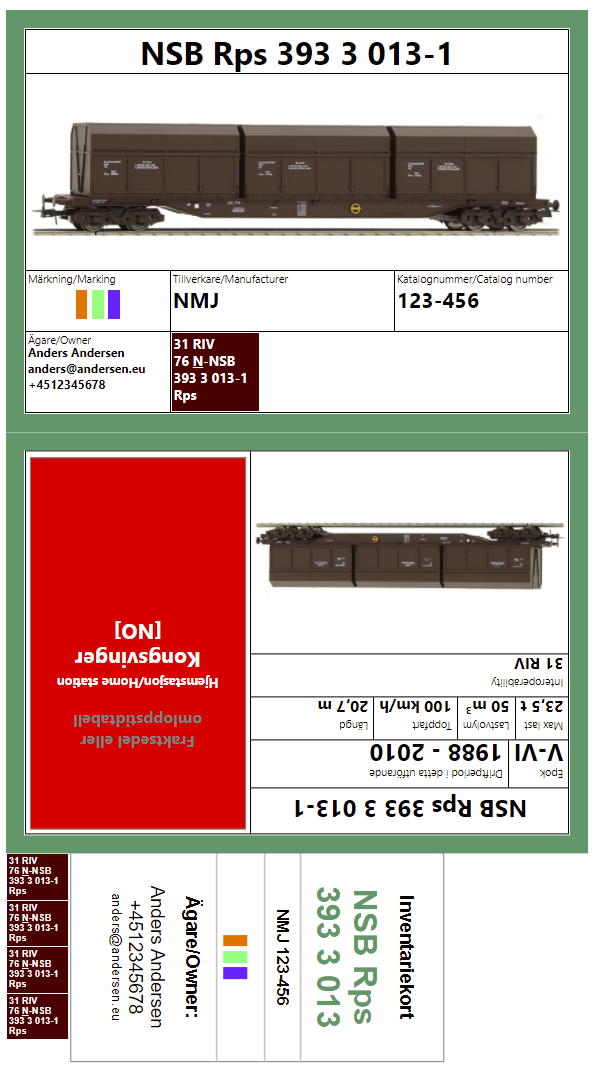 NSB Rps 393 3 013-1
Märkning/Marking
Tillverkare/Manufacturer
NMJ
Katalognummer/Catalog number
123-456
Ägare/Owner
Anders Andersen
anders@andersen.eu
+4512345678
31 RIV
76 N-NSB
393 3 013-1
Rps
NSB Rps 393 3 013-1
Epok
V-VI
Driftperiod i detta utförande
1988 - 2010
Max last
23,5 t
Lastvolym
50 m³
Toppfart
100 km/h
Längd
20,7 m
Interoperability
31 RIV
Fraktsedel eller
omloppstidtabell
Hjemstasjon/Home station
Kongsvinger
[NO]
31 RIV
76 N-NSB
393 3 013-1
Rps
31 RIV
76 N-NSB
393 3 013-1
Rps
31 RIV
76 N-NSB
393 3 013-1
Rps
31 RIV
76 N-NSB
393 3 013-1
Rps
Inventariekort
NSB Rps
393 3 013
NMJ 123-456
Ägare/Owner:
Anders Andersen
+4512345678
anders@andersen.eu